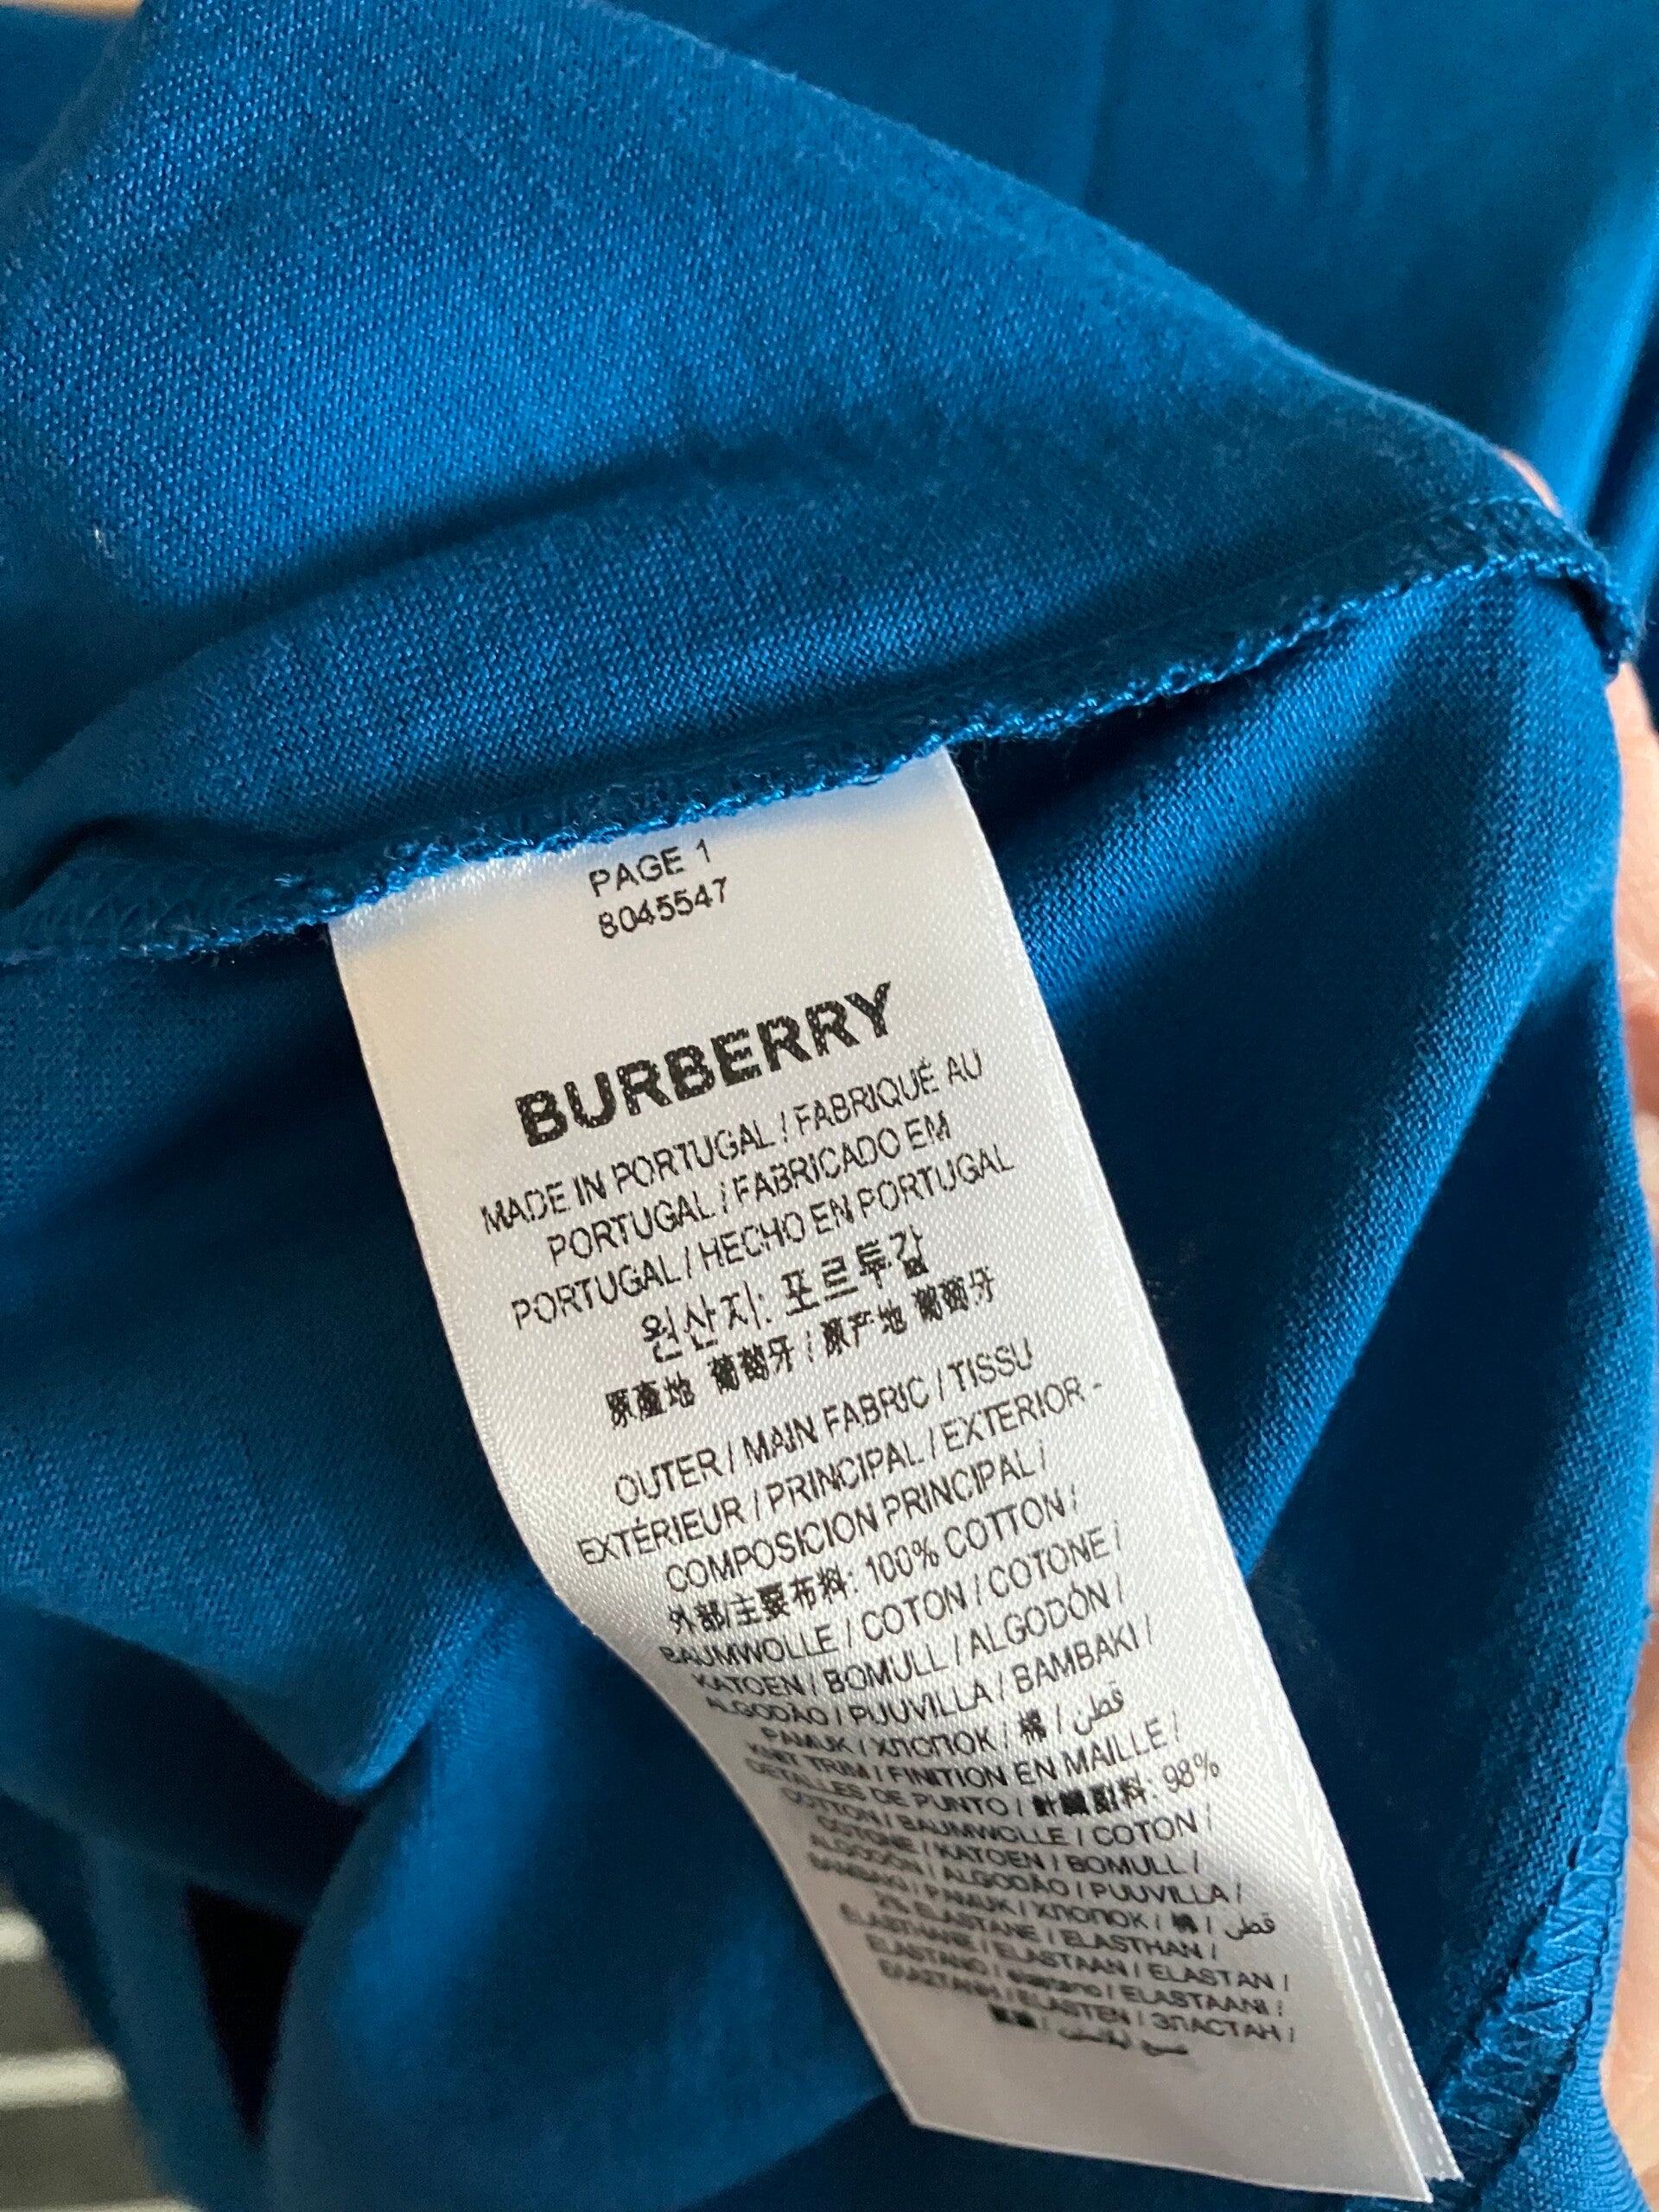 PAGE 1
8045547
BURBERRY
MADE IN PORTUGAL / FABRIQUÉ AU
PORTUGAL / FABRICADO EM
PORTUGAL / HECHO EN PORTUGAL
원산지: 포르투갈
原產地 葡萄牙 / 原产地 葡萄牙
OUTER / MAIN FABRIC / TISSU
EXTÉRIEUR / PRINCIPAL / EXTERIOR -
COMPOSICION PRINCIPAL /
外部/主要布料: 100% COTTON /
BAUMWOLLE / COTON / COTONE /
KATOEN / BOMULL / ALGODÓN /
ALGODÃO / PUUVILLA / BAMBAKI /
PAMUK / ХЛОПОК / 棉 / قطن
KNIT TRIM / FINITION EN MAILLE /
DETALLES DE PUNTO / 針織副料: 98%
COTTON / BAUMWOLLE / COTON /
COTONE / KATOEN / BOMULL /
ALGODÓN / ALGODÃO / PUUVILLA /
BAMBAKI / PAMUK / ХЛОПОК / 棉 / قطن
2% ELASTANE / ELASTHAN /
ELASTHANE / ELASTAAN / ELASTAN /
ELASTANO / elastano / ELASTAANI /
ΕΛΑΣΤΑΝΗ / ELASTEN / ЭЛАСТАН /